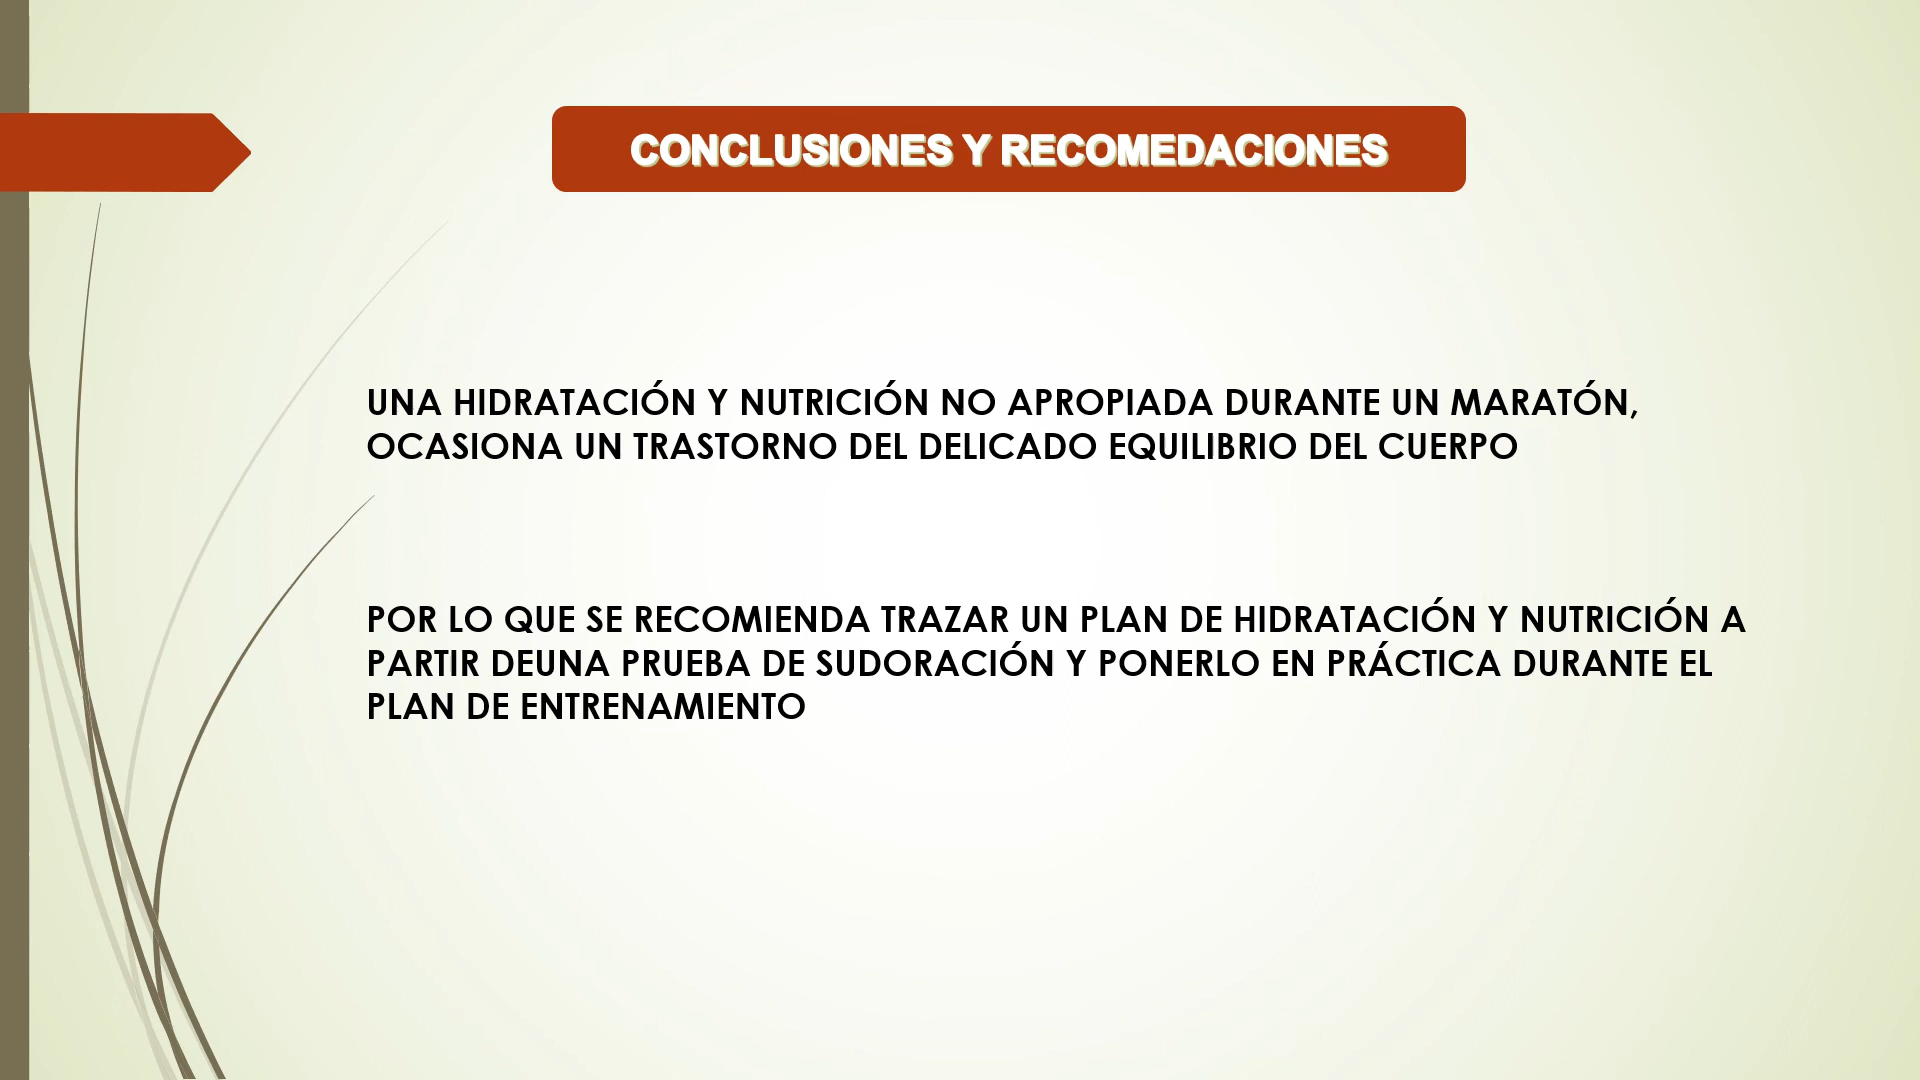 CONCLUSIONES Y RECOMEDACIONES
UNA HIDRATACIÓN Y NUTRICIÓN NO APROPIADA DURANTE UN MARATÓN,
OCASIONA UN TRASTORNO DEL DELICADO EQUILIBRIO DEL CUERPO
POR LO QUE SE RECOMIENDA TRAZAR UN PLAN DE HIDRATACIÓN Y NUTRICIÓN A
PARTIR DEUNA PRUEBA DE SUDORACIÓN Y PONERLO EN PRÁCTICA DURANTE EL
PLAN DE ENTRENAMIENTO